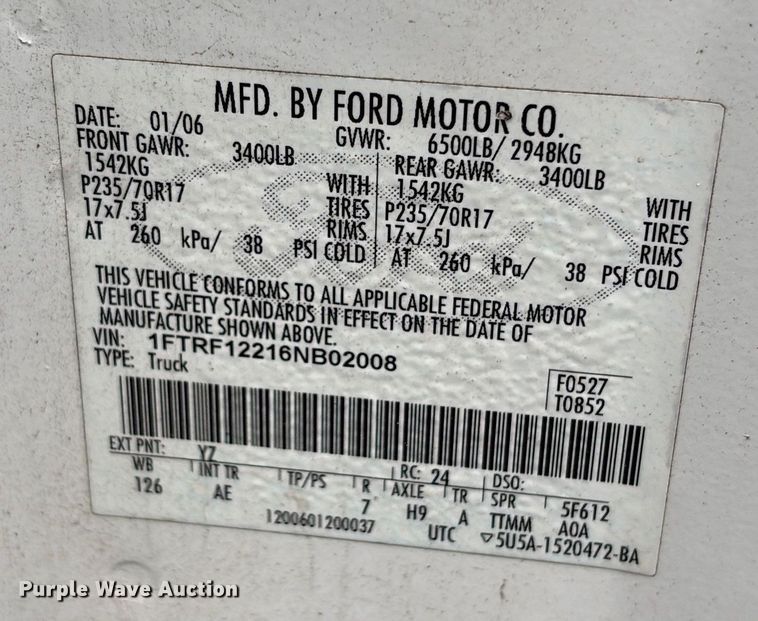 MFD. BY FORD MOTOR CO.
DATE: 01/06 GVWR: 6500LB/ 2948KG
FRONT GAWR: 3400LB REAR GAWR: 3400LB
1542KG WITH 1542KG WITH
P235/70R17 TIRES P235/70R17 TIRES
17x7.5J RIMS 17x7.5J RIMS
AT 260 kPa/ 38 PSI COLD AT 260 kPa/ 38 PSI COLD
THIS VEHICLE CONFORMS TO ALL APPLICABLE FEDERAL MOTOR
VEHICLE SAFETY STANDARDS IN EFFECT ON THE DATE OF
MANUFACTURE SHOWN ABOVE.
VIN: 1FTRF12216NB02008
TYPE: Truck
F0527
T0852
EXT PNT: YZ RC: 24 DSO:
WB INT TR TP/PS R AXLE TR SPR 5F612
126 AE 7 H9 A TTMM A0A
1200601200037 UTC ▽5U5A-1520472-BA
Purple Wave Auction